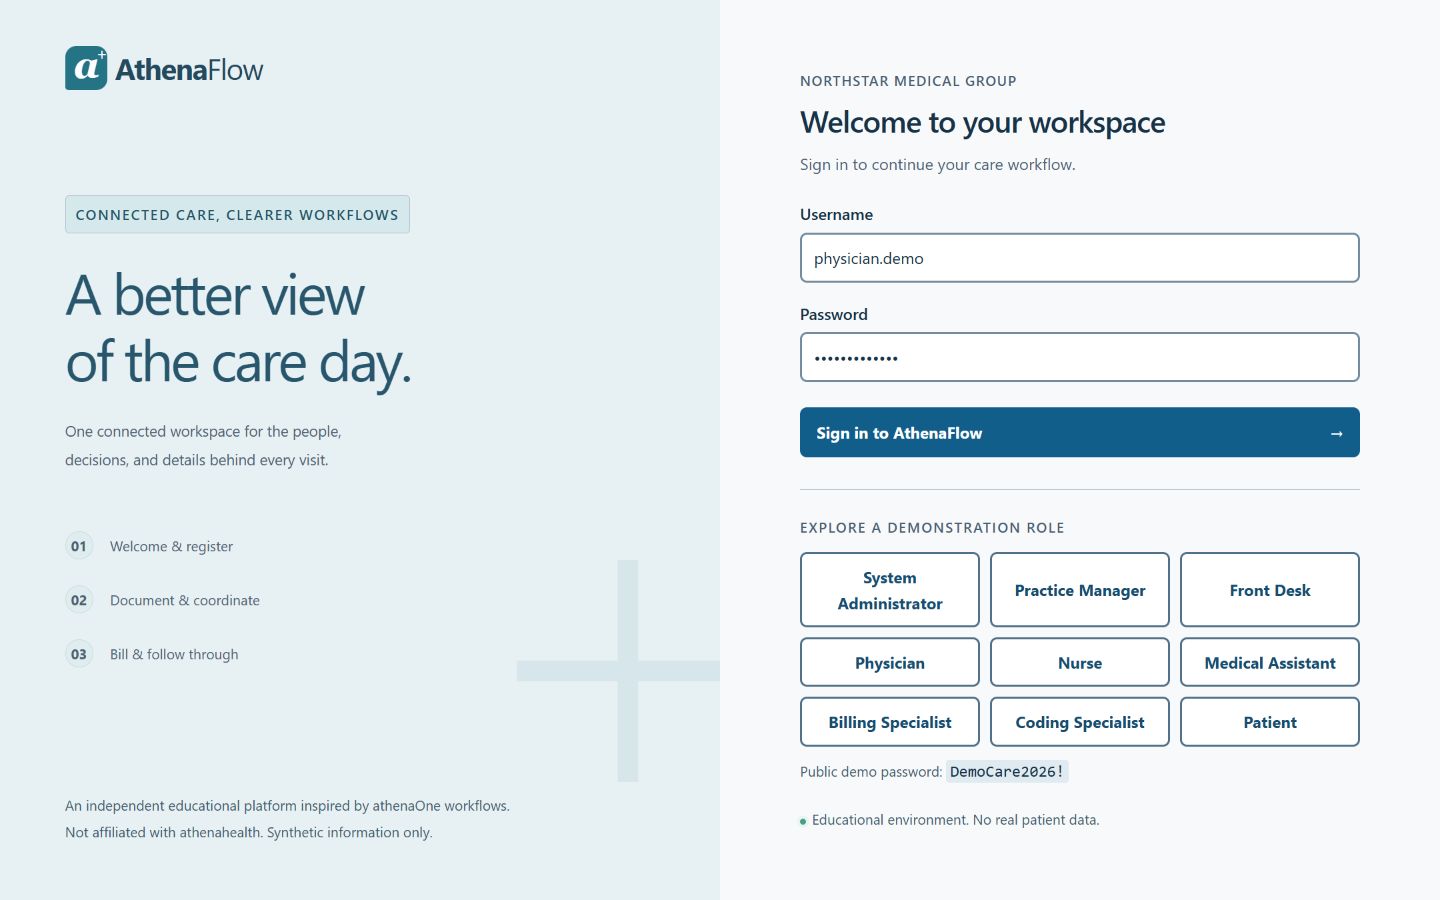 a+ AthenaFlow
CONNECTED CARE, CLEARER WORKFLOWS
A better view
of the care day.
One connected workspace for the people,
decisions, and details behind every visit.
01 Welcome & register
02 Document & coordinate
03 Bill & follow through
An independent educational platform inspired by athenaOne workflows.
Not affiliated with athenahealth. Synthetic information only.
NORTHSTAR MEDICAL GROUP
Welcome to your workspace
Sign in to continue your care workflow.
Username
physician.demo
Password
•••••••••••••
Sign in to AthenaFlow →
EXPLORE A DEMONSTRATION ROLE
System
Administrator
Practice Manager
Front Desk
Physician
Nurse
Medical Assistant
Billing Specialist
Coding Specialist
Patient
Public demo password: DemoCare2026!
Educational environment. No real patient data.